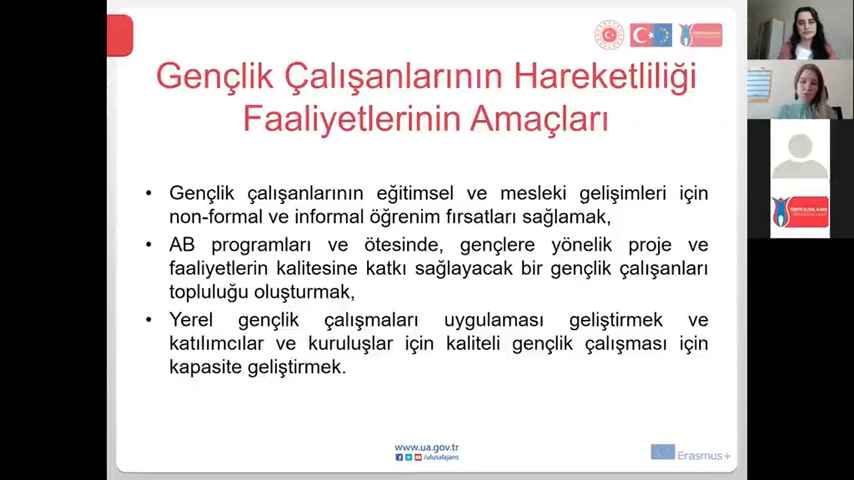 Gençlik Çalışanlarının Hareketliliği
Faaliyetlerinin Amaçları
• Gençlik çalışanlarının eğitimsel ve mesleki gelişimleri için
non-formal ve informal öğrenim fırsatları sağlamak,
• AB programları ve ötesinde, gençlere yönelik proje ve
faaliyetlerin kalitesine katkı sağlayacak bir gençlik çalışanları
topluluğu oluşturmak,
• Yerel gençlik çalışmaları uygulaması geliştirmek ve
katılımcılar ve kuruluşlar için kaliteli gençlik çalışması için
kapasite geliştirmek.
www.ua.gov.tr
/ulusalajans
Erasmus+